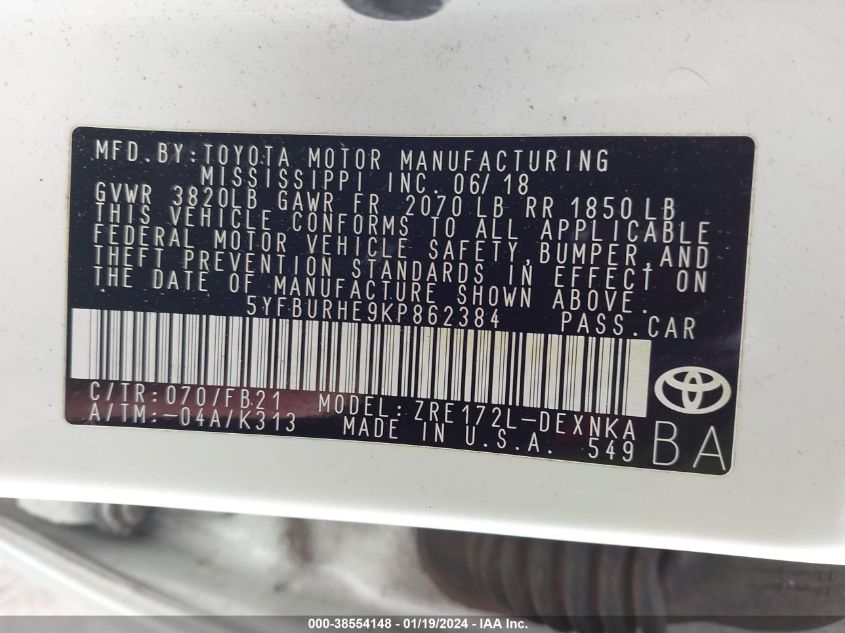 MFD.BY:TOYOTA MOTOR MANUFACTURING
MISSISSIPPI INC. 06/18
GVWR 3820LB GAWR FR 2070LB RR 1850LB
THIS VEHICLE CONFORMS TO ALL APPLICABLE
FEDERAL MOTOR VEHICLE SAFETY,BUMPER,AND
THEFT PREVENTION STANDARDS IN EFFECT ON
THE DATE OF MANUFACTURE SHOWN ABOVE.
5YFBURHE9KP862384 PASS.CAR
C/TR:070/FB21 MODEL:ZRE172L-DEXNKA
A/TM:-04A/K313 MADE IN U.S.A. 549
BA
000-38554148 - 01/19/2024 - IAA Inc.